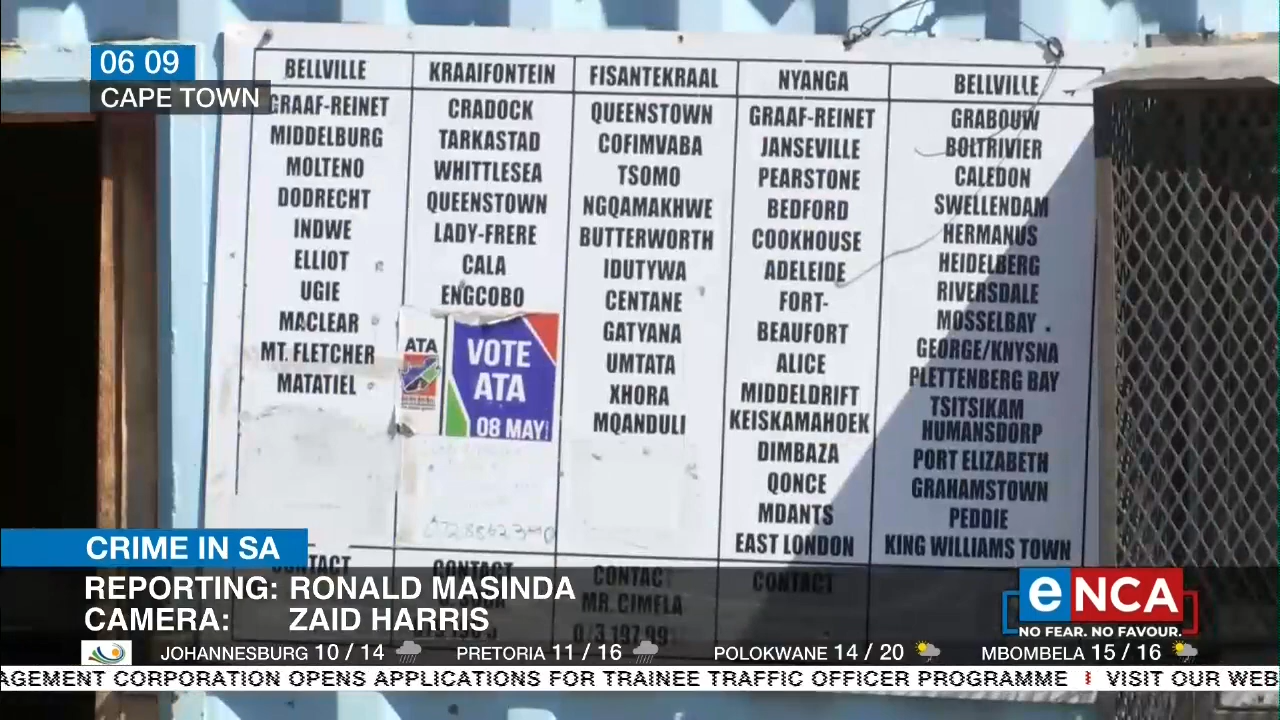 06 09
CAPE TOWN
BELLVILLE
GRAAF-REINET
MIDDELBURG
MOLTENO
DODRECHT
INDWE
ELLIOT
UGIE
MACLEAR
MT. FLETCHER
MATATIEL
KRAAIFONTEIN
CRADOCK
TARKASTAD
WHITTLESEA
QUEENSTOWN
LADY-FRERE
CALA
ENGCOBO
ATA
VOTE
ATA
08 MAY
CONTACT
FISANTEKRAAL
QUEENSTOWN
COFIMVABA
TSOMO
NGQAMAKHWE
BUTTERWORTH
IDUTYWA
CENTANE
GATYANA
UMTATA
XHORA
MQANDULI
CONTACT
MR. CIMELA
NYANGA
GRAAF-REINET
JANSEVILLE
PEARSTONE
BEDFORD
COOKHOUSE
ADELEIDE
FORT-
BEAUFORT
ALICE
MIDDELDRIFT
KEISKAMAHOEK
DIMBAZA
QONCE
MDANTS
EAST LONDON
CONTACT
BELLVILLE
GRABOUW
BOLTRIVIER
CALEDON
SWELLENDAM
HERMANUS
HEIDELBERG
RIVERSDALE
MOSSELBAY
GEORGE/KNYSNA
PLETTENBERG BAY
TSITSIKAM
HUMANSDORP
PORT ELIZABETH
GRAHAMSTOWN
PEDDIE
KING WILLIAMS TOWN
CRIME IN SA
REPORTING: RONALD MASINDA
CAMERA: ZAID HARRIS
eNCA
NO FEAR. NO FAVOUR.
JOHANNESBURG 10 / 14 PRETORIA 11 / 16 POLOKWANE 14 / 20 MBOMBELA 15 / 16
AGEMENT CORPORATION OPENS APPLICATIONS FOR TRAINEE TRAFFIC OFFICER PROGRAMME VISIT OUR WEB